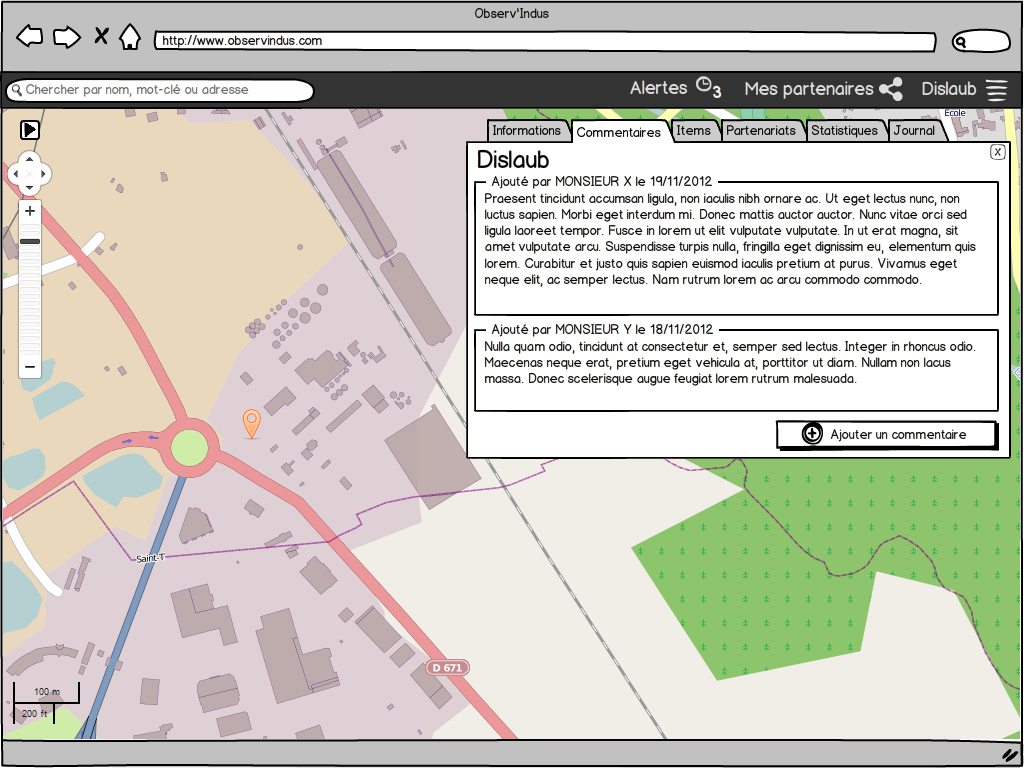 Observ'Indus
http://www.observindus.com
Chercher par nom, mot-clé ou adresse
Alertes 3
Mes partenaires
Dislaub
École
Informations
Commentaires
Items
Partenariats
Statistiques
Journal
X
Dislaub
Ajouté par MONSIEUR X le 19/11/2012
Praesent tincidunt accumsan ligula, non iaculis nibh ornare ac. Ut eget lectus nunc, non
luctus sapien. Morbi eget interdum mi. Donec mattis auctor auctor. Nunc vitae orci sed
ligula laoreet tempor. Fusce in lorem ut elit vulputate vulputate. In ut erat magna, sit
amet vulputate arcu. Suspendisse turpis nulla, fringilla eget dignissim eu, elementum quis
lorem. Curabitur et justo quis sapien euismod iaculis pretium at purus. Vivamus eget
neque elit, ac semper lectus. Nam rutrum lorem ac arcu commodo commodo.
Ajouté par MONSIEUR Y le 18/11/2012
Nulla quam odio, tincidunt at consectetur et, semper sed lectus. Integer in rhoncus odio.
Maecenas neque erat, pretium eget vehicula at, porttitor ut diam. Nullam non lacus
massa. Donec scelerisque augue feugiat lorem rutrum malesuada.
Ajouter un commentaire
Saint-T
D 671
100 m
200 ft